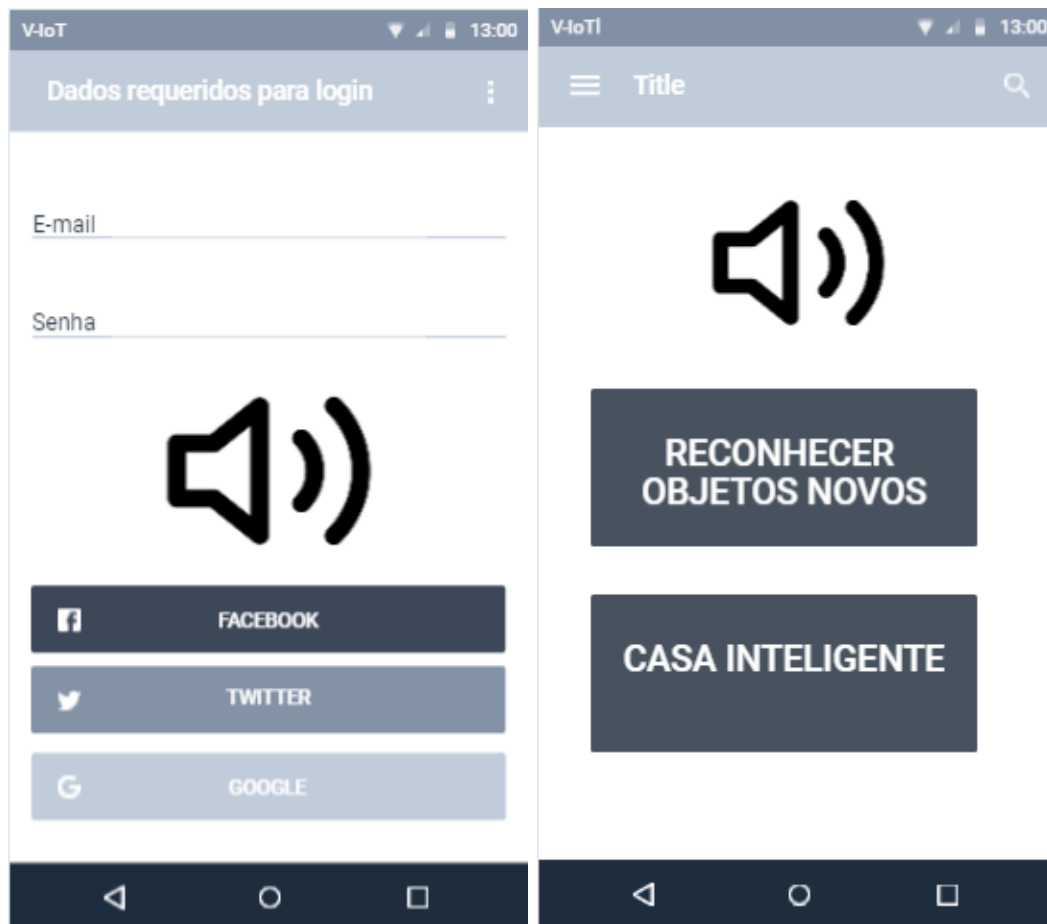 V-IoT 13:00
Dados requeridos para login
E-mail
Senha
FACEBOOK
TWITTER
GOOGLE
V-IoTl 13:00
Title
RECONHECER
OBJETOS NOVOS
CASA INTELIGENTE